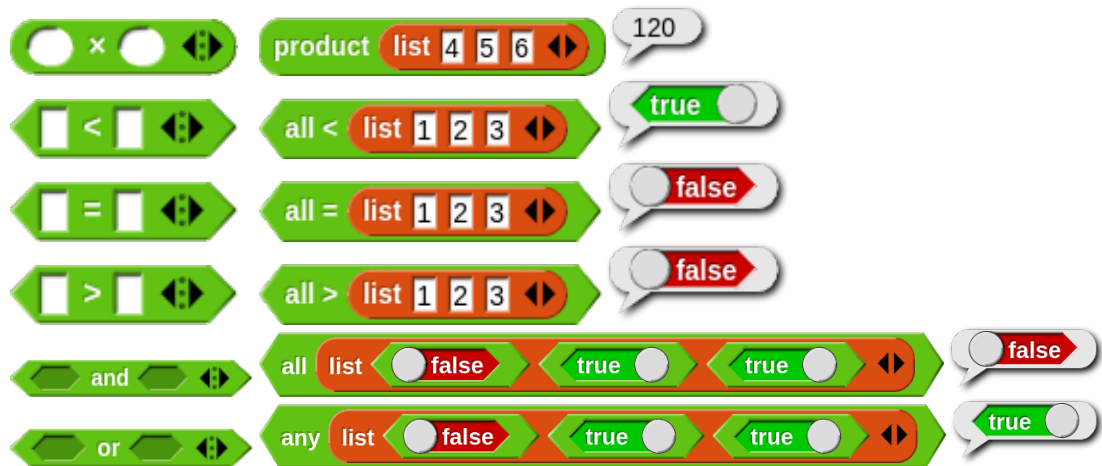 × product list 4 5 6 120
< all < list 1 2 3 true
= all = list 1 2 3 false
> all > list 1 2 3 false
and all list false true true false
or any list false true true true